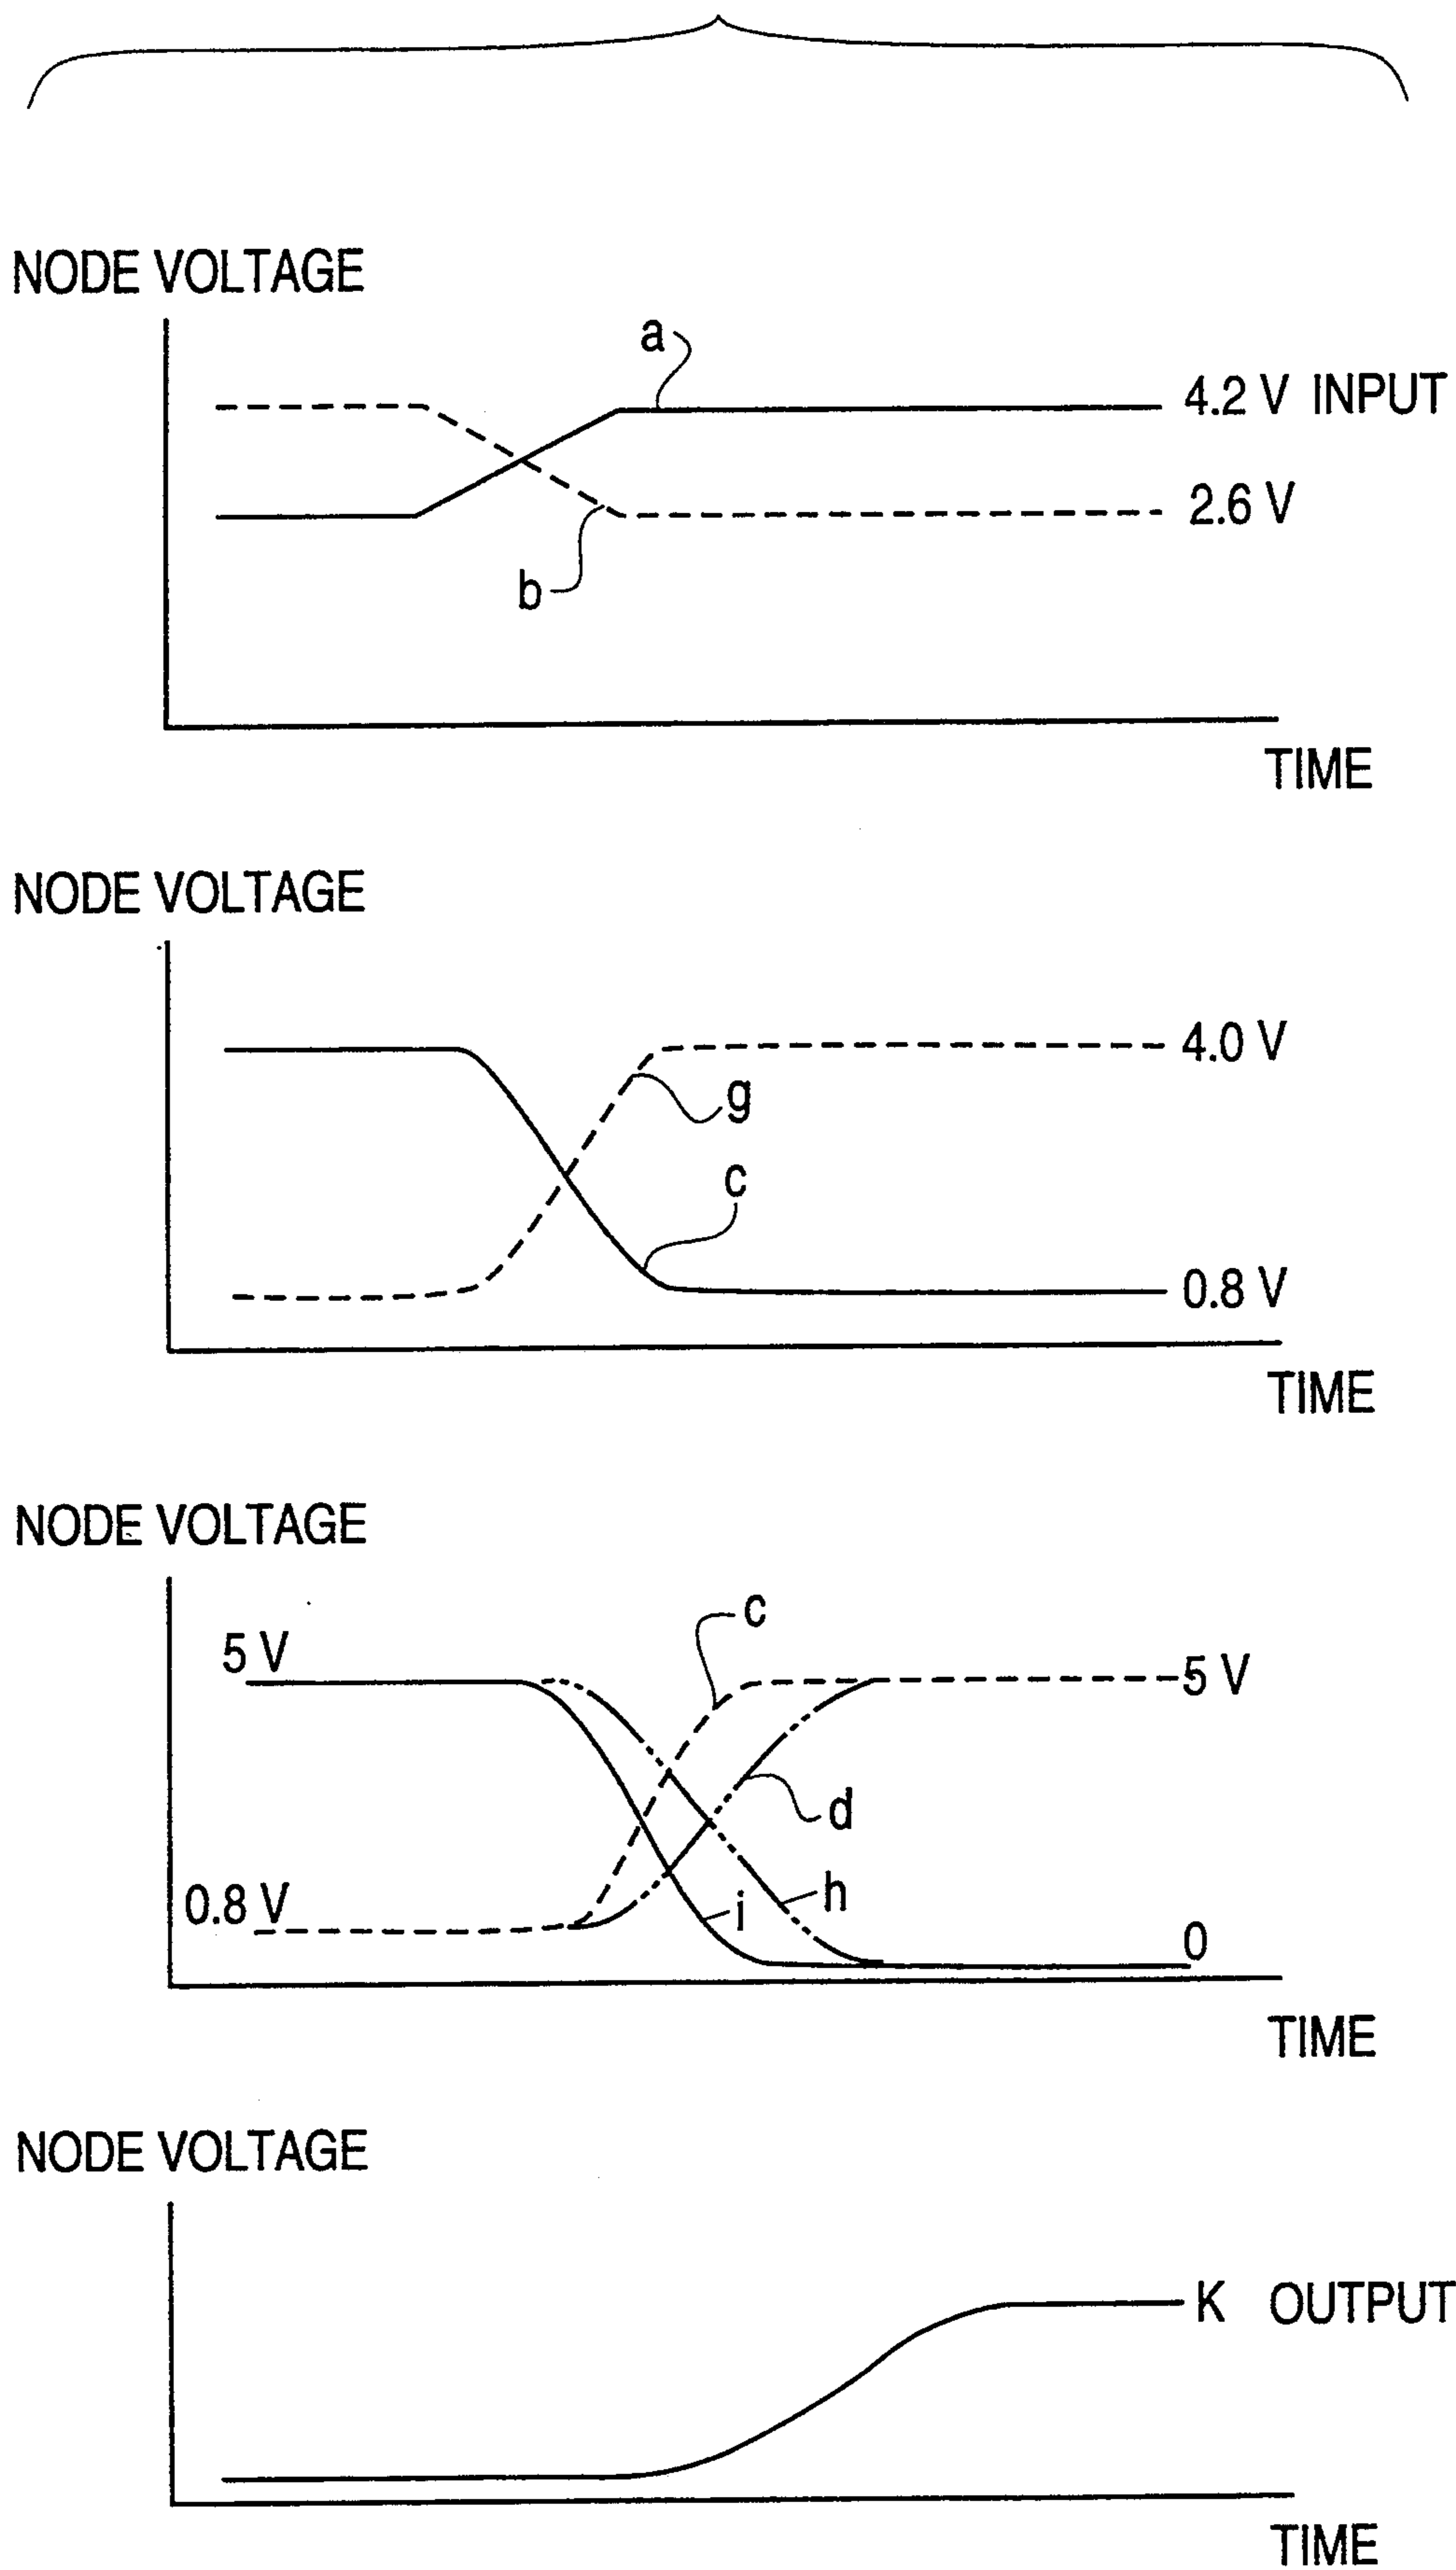 NODE VOLTAGE
a
4.2 V INPUT
2.6 V
b
TIME
NODE VOLTAGE
4.0 V
g
c
0.8 V
TIME
NODE VOLTAGE
c
5 V
5 V
d
h
0.8 V
i
0
TIME
NODE VOLTAGE
K OUTPUT
TIME